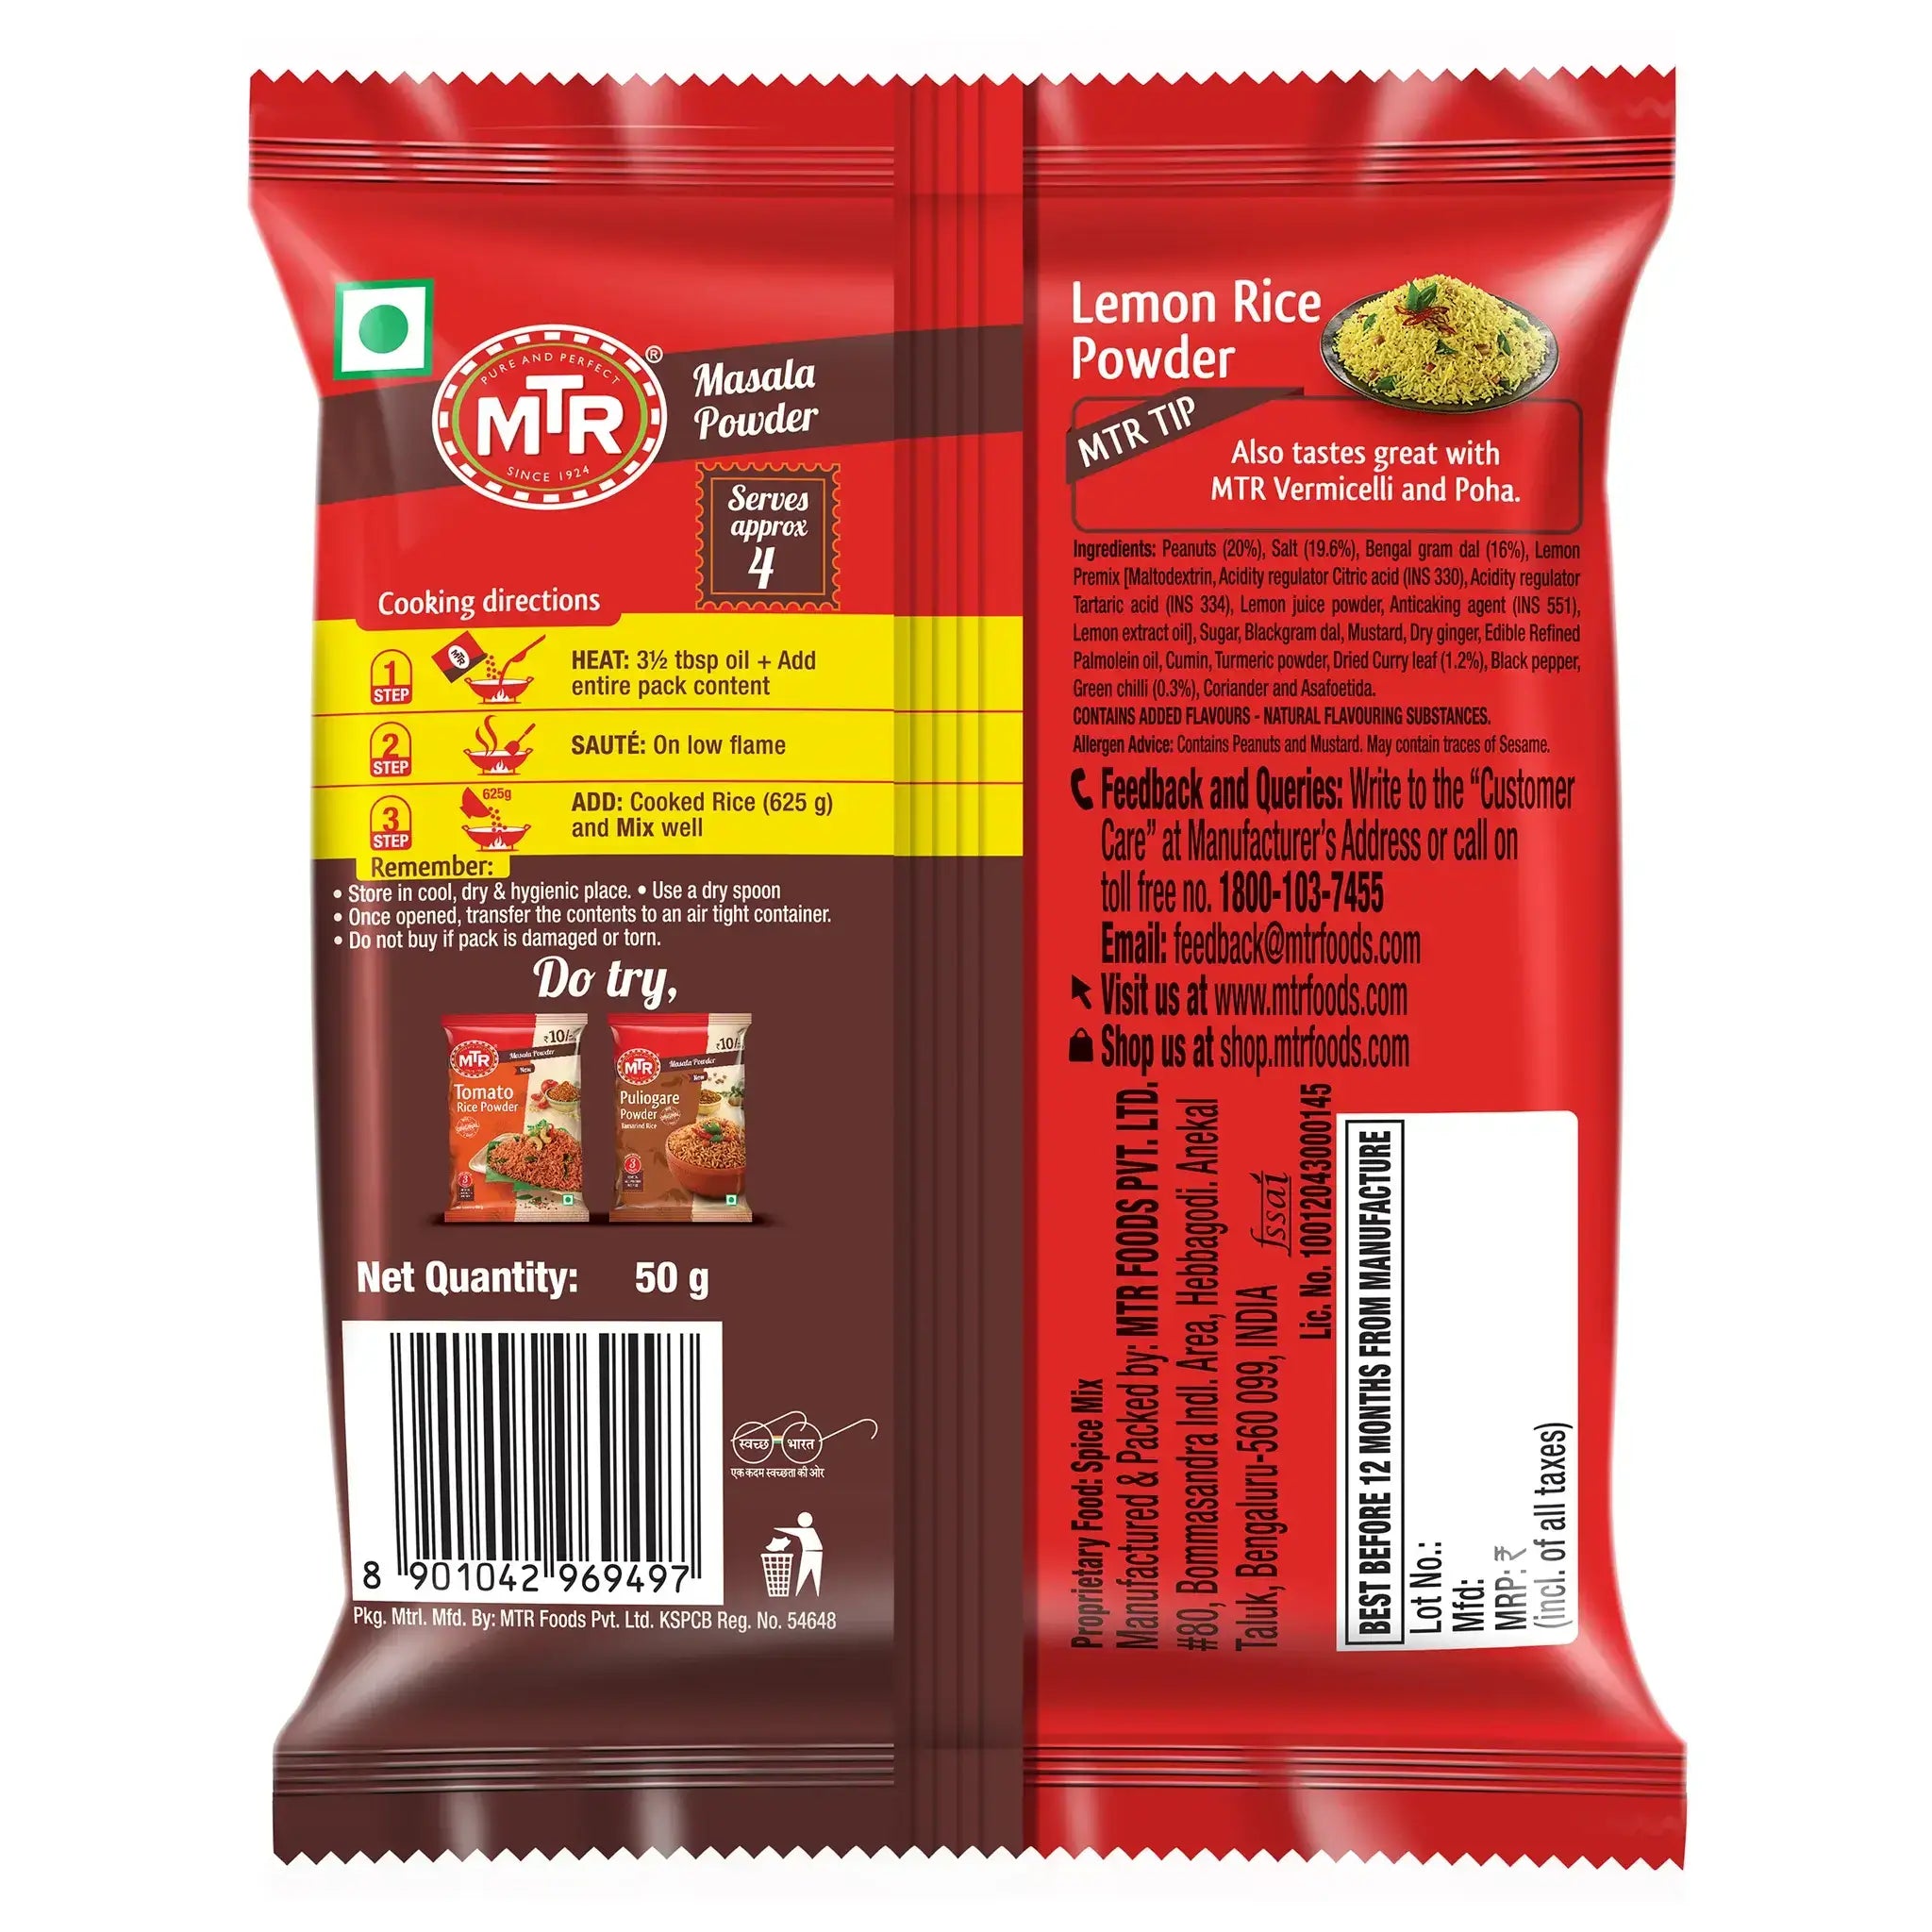 PURE AND PERFECT
MTR
SINCE 1924
®
Masala
Powder
Serves
approx
4
Cooking directions
1
STEP
HEAT: 3½ tbsp oil + Add
entire pack content
2
STEP
SAUTÉ: On low flame
3
STEP
625g
ADD: Cooked Rice (625 g)
and Mix well
Remember:
• Store in cool, dry & hygienic place. • Use a dry spoon
• Once opened, transfer the contents to an air tight container.
• Do not buy if pack is damaged or torn.
Do try,
₹10/-
MTR
Masala Powder
New
Tomato
Rice Powder
₹10/-
MTR
Masala Powder
New
Puliogare
Powder
Tamarind Rice
Net Quantity: 50 g
8 901042 969497
स्वच्छ भारत
एक कदम स्वच्छता की ओर
Pkg. Mtrl. Mfd. By: MTR Foods Pvt. Ltd. KSPCB Reg. No. 54648
Lemon Rice
Powder
MTR TIP
Also tastes great with
MTR Vermicelli and Poha.
Ingredients: Peanuts (20%), Salt (19.6%), Bengal gram dal (16%), Lemon
Premix [Maltodextrin, Acidity regulator Citric acid (INS 330), Acidity regulator
Tartaric acid (INS 334), Lemon juice powder, Anticaking agent (INS 551),
Lemon extract oil], Sugar, Blackgram dal, Mustard, Dry ginger, Edible Refined
Palmolein oil, Cumin, Turmeric powder, Dried Curry leaf (1.2%), Black pepper,
Green chilli (0.3%), Coriander and Asafoetida.
CONTAINS ADDED FLAVOURS - NATURAL FLAVOURING SUBSTANCES.
Allergen Advice: Contains Peanuts and Mustard. May contain traces of Sesame.
Feedback and Queries: Write to the “Customer
Care” at Manufacturer’s Address or call on
toll free no. 1800-103-7455
Email: feedback@mtrfoods.com
Visit us at www.mtrfoods.com
Shop us at shop.mtrfoods.com
Proprietary Food: Spice Mix
Manufactured & Packed by: MTR FOODS PVT. LTD.
#80, Bommasandra Indl. Area, Hebbagodi. Anekal
Taluk, Bengaluru-560 099, INDIA
fssai
Lic. No. 10012043000145
BEST BEFORE 12 MONTHS FROM MANUFACTURE
Lot No.:
Mfd:
MRP: ₹
(incl. of all taxes)